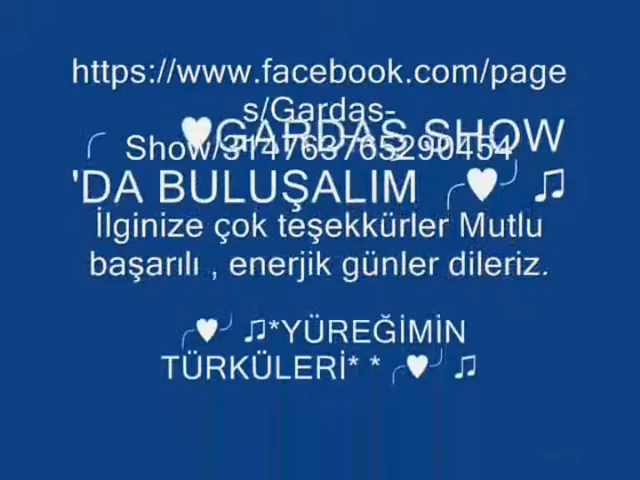 https://www.facebook.com/page
s/Gardas-
╭ ♥GARDAŞ SHOW
Show/314763765290454
'DA BULUŞALIM ╭♥╯ ♫
İlginize çok teşekkürler Mutlu
başarılı , enerjik günler dileriz.
╭♥╯ ♫*YÜREĞİMİN
TÜRKÜLERİ* * ╭♥╯ ♫